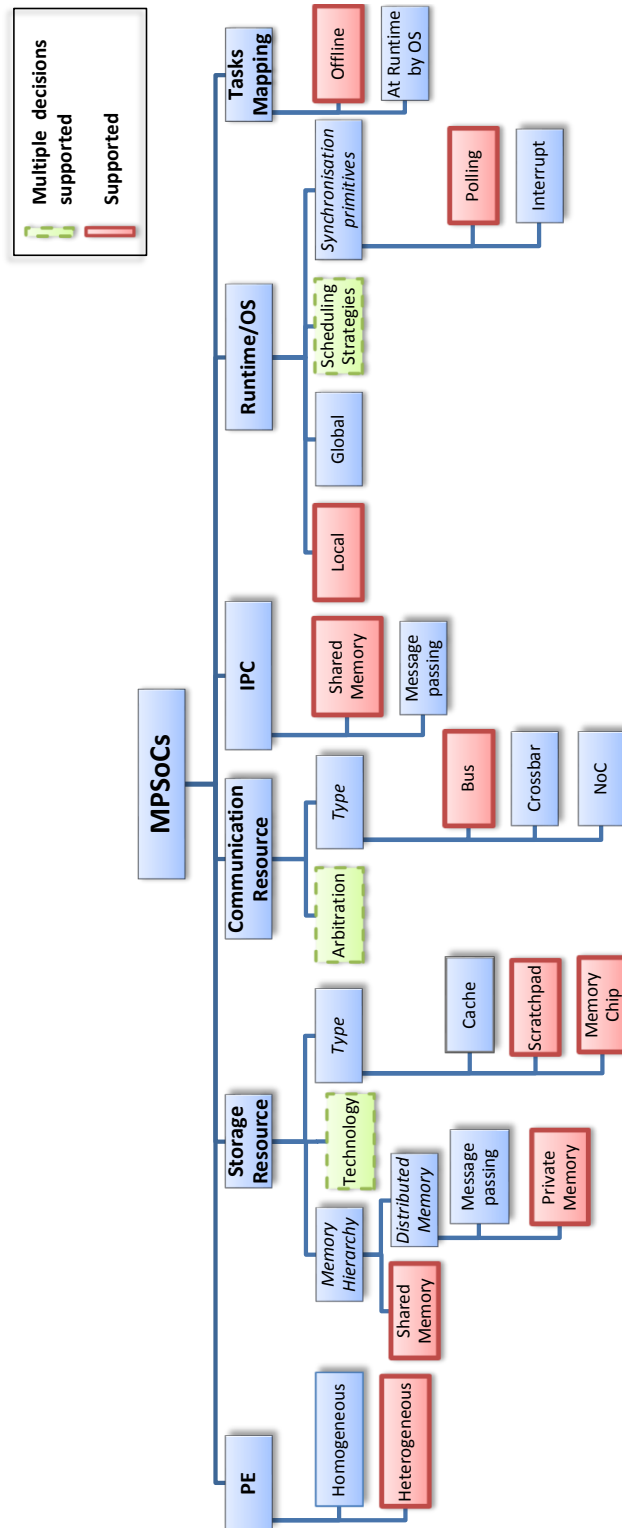 Multiple decisions
supported
Supported
MPSoCs
PE
Homogeneous
Heterogeneous
Storage
Resource
Memory
Hierarchy
Shared
Memory
Distributed
Memory
Message
passing
Private
Memory
Technology
Type
Cache
Scratchpad
Memory
Chip
Communication
Resource
Arbitration
Type
Bus
Crossbar
NoC
IPC
Shared
Memory
Message
passing
Runtime/OS
Local
Global
Scheduling
Strategies
Synchronisation
primitives
Polling
Interrupt
Tasks
Mapping
Offline
At Runtime
by OS